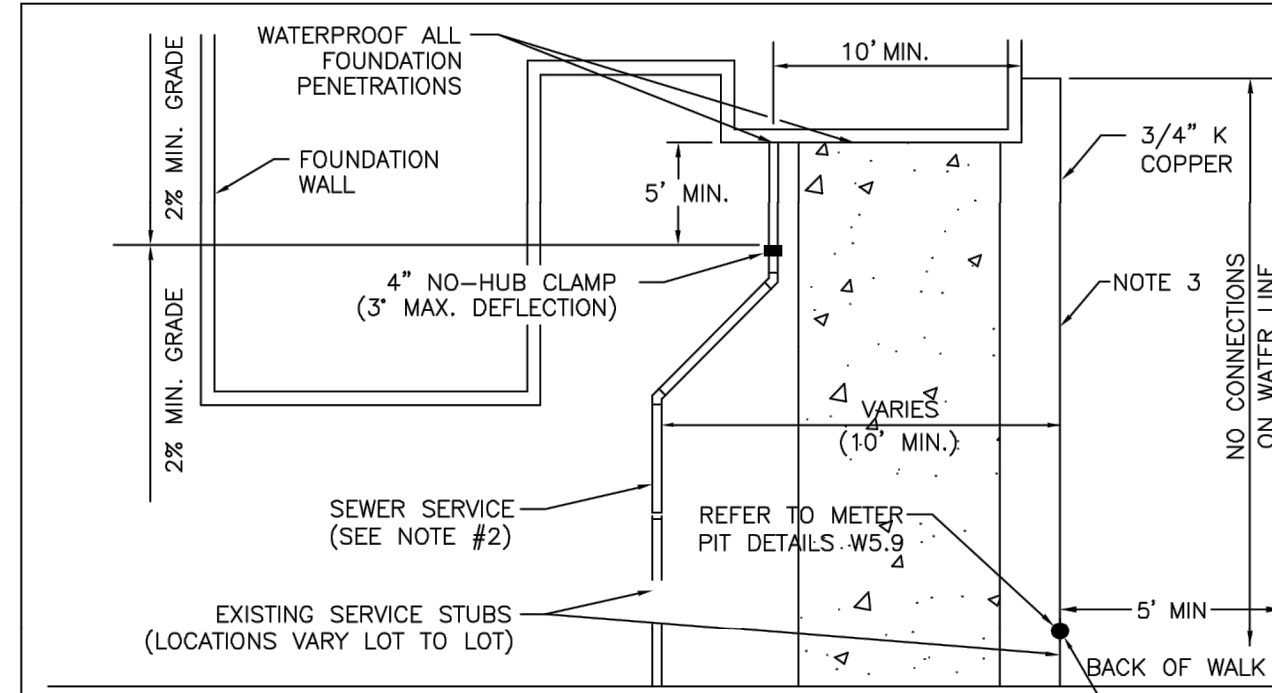 WATERPROOF ALL
FOUNDATION
PENETRATIONS
10' MIN.
2% MIN. GRADE
FOUNDATION
WALL
5' MIN.
3/4" K
COPPER
4" NO-HUB CLAMP
(3° MAX. DEFLECTION)
NOTE 3
2% MIN. GRADE
NO CONNECTIONS
ON WATER LINE
VARIES
(10' MIN.)
SEWER SERVICE
(SEE NOTE #2)
REFER TO METER
PIT DETAILS W5.9
EXISTING SERVICE STUBS
(LOCATIONS VARY LOT TO LOT)
5' MIN
BACK OF WALK